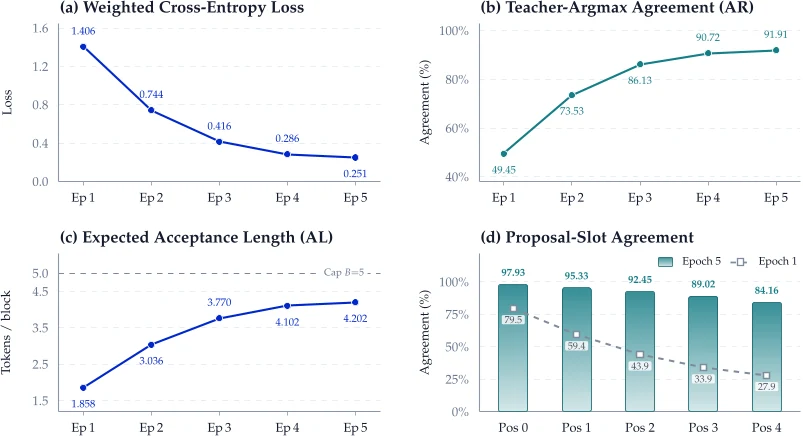 (a) Weighted Cross-Entropy Loss
Loss
1.6
1.2
0.8
0.4
0.0
1.406
0.744
0.416
0.286
0.251
Ep 1 Ep 2 Ep 3 Ep 4 Ep 5
(b) Teacher-Argmax Agreement (AR)
Agreement (%)
100%
80%
60%
40%
49.45
73.53
86.13
90.72
91.91
Ep 1 Ep 2 Ep 3 Ep 4 Ep 5
(c) Expected Acceptance Length (AL)
Tokens / block
5.0
4.5
3.5
2.5
1.5
Cap B=5
1.858
3.036
3.770
4.102
4.202
Ep 1 Ep 2 Ep 3 Ep 4 Ep 5
(d) Proposal-Slot Agreement
Epoch 5 Epoch 1
Agreement (%)
100%
75%
50%
25%
0%
97.93 95.33 92.45 89.02 84.16
79.5
59.4
43.9
33.9
27.9
Pos 0 Pos 1 Pos 2 Pos 3 Pos 4